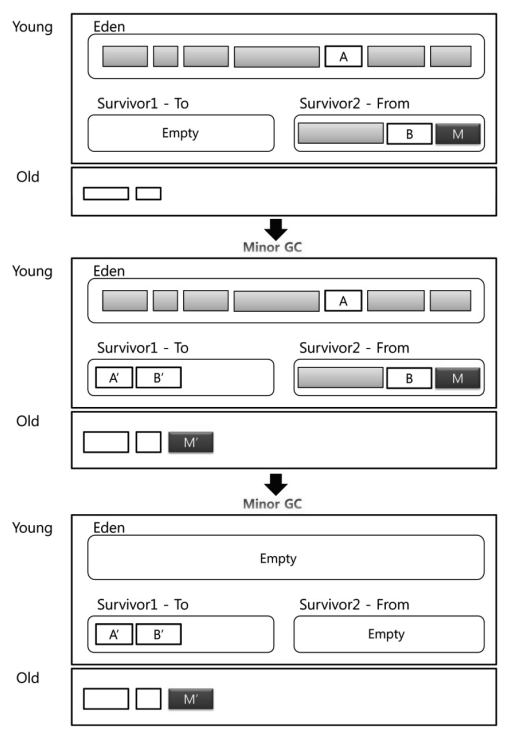 Young
Eden
A
Survivor1 - To
Survivor2 - From
Empty
B
M
Old
Minor GC
Young
Eden
A
Survivor1 - To
Survivor2 - From
A′
B′
B
M
Old
M′
Minor GC
Young
Eden
Empty
Survivor1 - To
Survivor2 - From
A′
B′
Empty
Old
M′